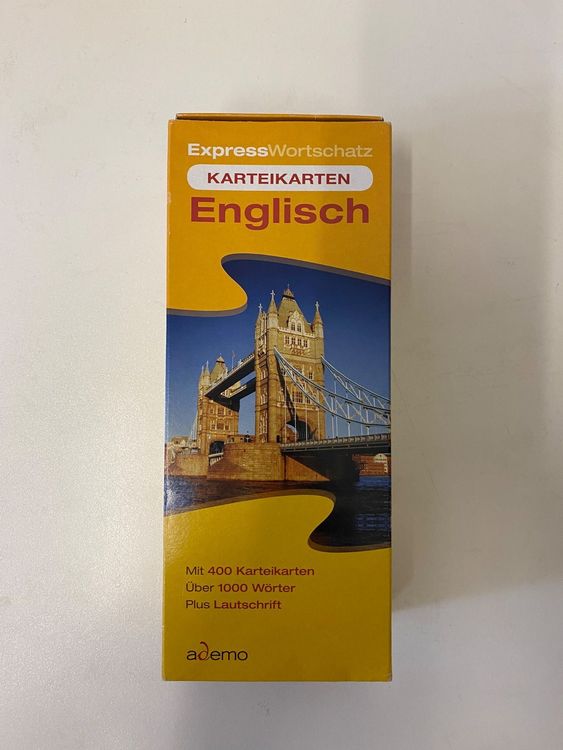 ExpressWortschatz
KARTEIKARTEN
Englisch
Mit 400 Karteikarten
Über 1000 Wörter
Plus Lautschrift
ademo